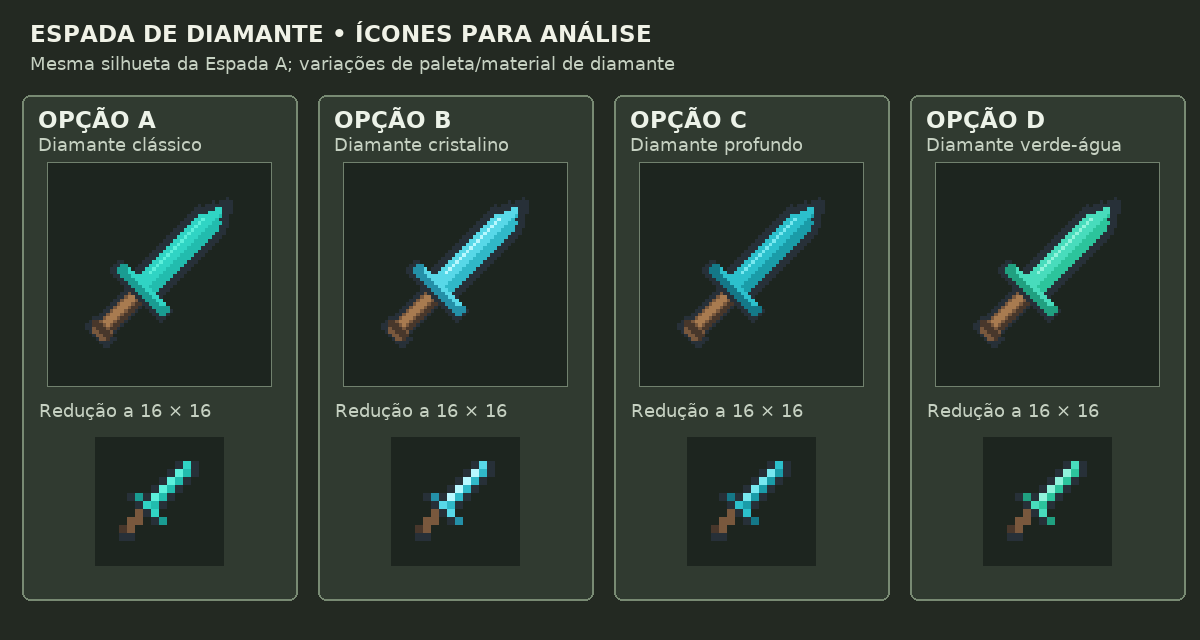 ESPADA DE DIAMANTE • ÍCONES PARA ANÁLISE
Mesma silhueta da Espada A; variações de paleta/material de diamante
OPÇÃO A
Diamante clássico
Redução a 16 × 16
OPÇÃO B
Diamante cristalino
Redução a 16 × 16
OPÇÃO C
Diamante profundo
Redução a 16 × 16
OPÇÃO D
Diamante verde-água
Redução a 16 × 16